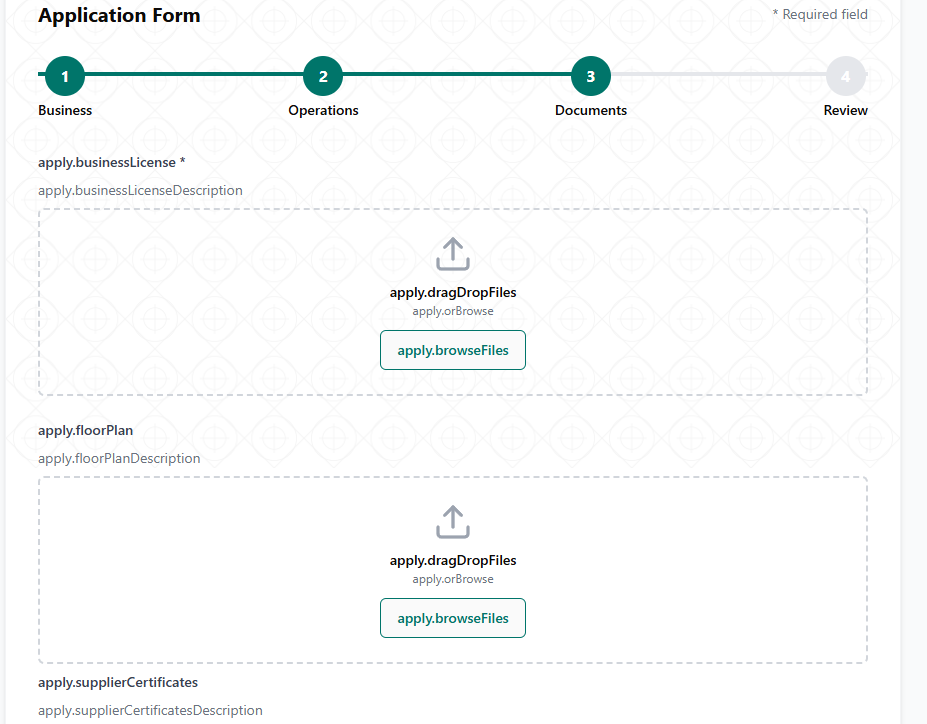 Application Form
* Required field
1
2
3
4
Business
Operations
Documents
Review
apply.businessLicense *
apply.businessLicenseDescription
apply.dragDropFiles
apply.orBrowse
apply.browseFiles
apply.floorPlan
apply.floorPlanDescription
apply.dragDropFiles
apply.orBrowse
apply.browseFiles
apply.supplierCertificates
apply.supplierCertificatesDescription